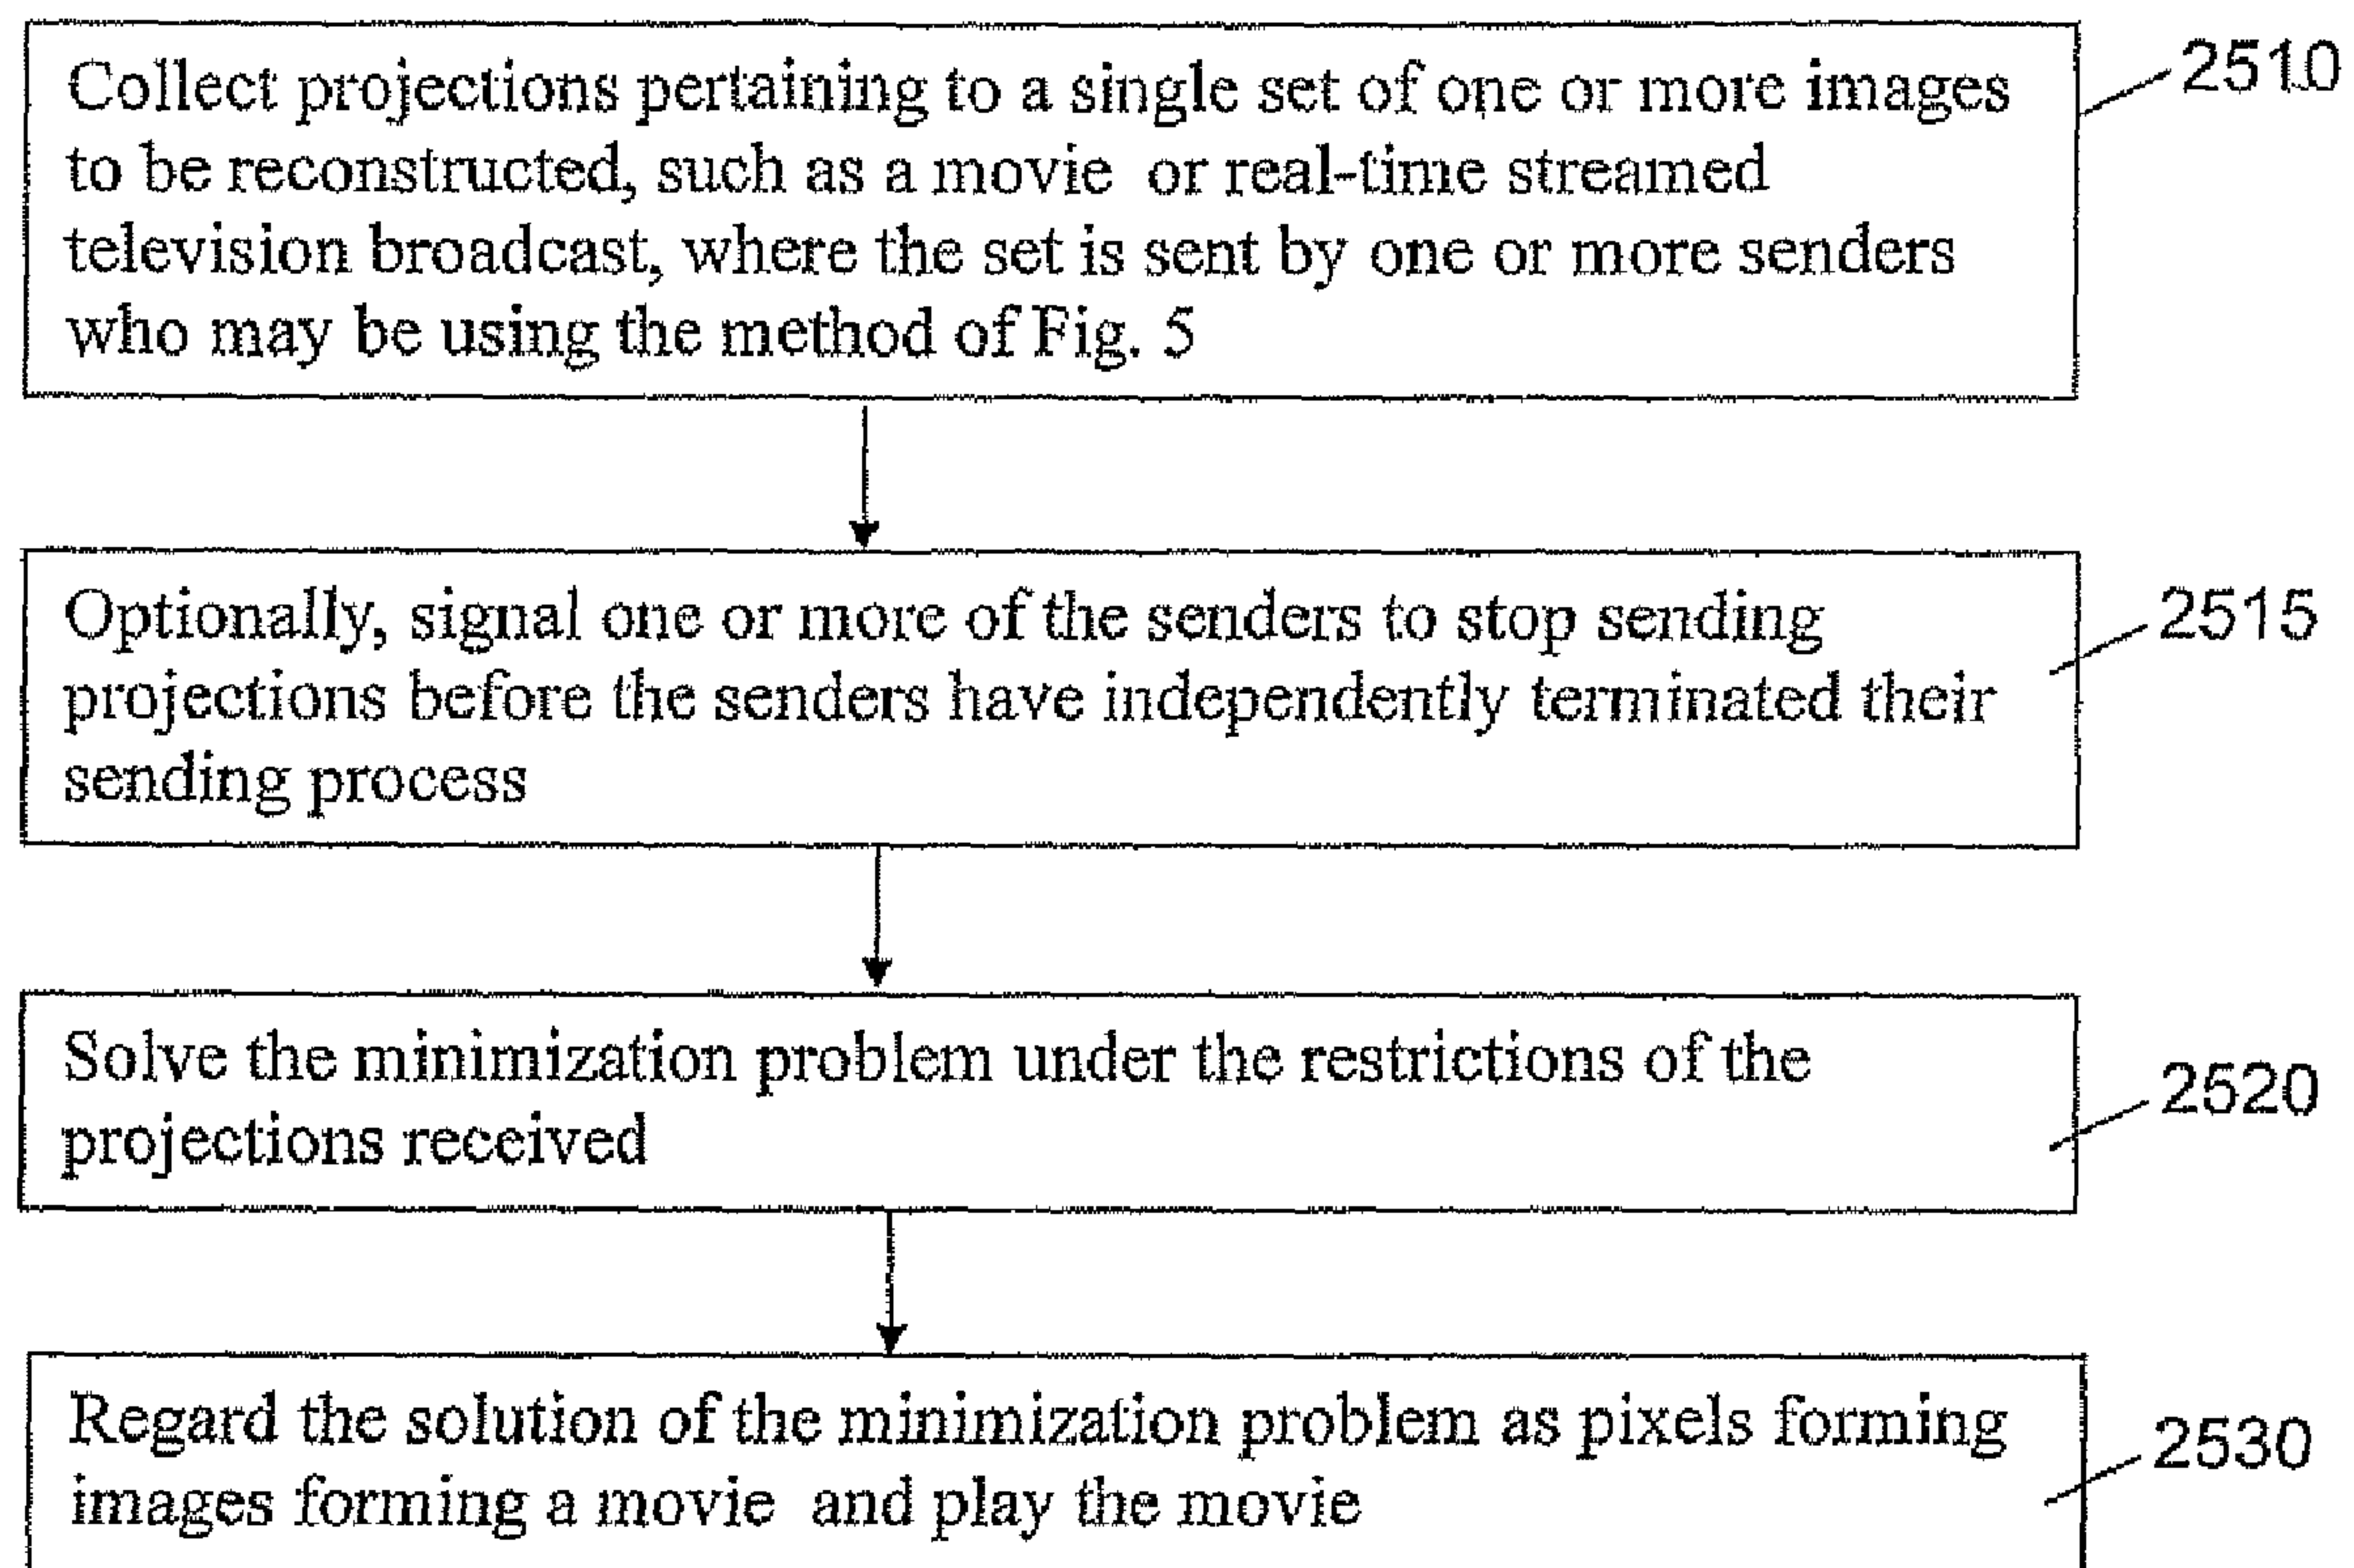 Collect projections pertaining to a single set of one or more images
to be reconstructed, such as a movie or real-time streamed
television broadcast, where the set is sent by one or more senders
who may be using the method of Fig. 5
2510
Optionally, signal one or more of the senders to stop sending
projections before the senders have independently terminated their
sending process
2515
Solve the minimization problem under the restrictions of the
projections received
2520
Regard the solution of the minimization problem as pixels forming
images forming a movie and play the movie
2530